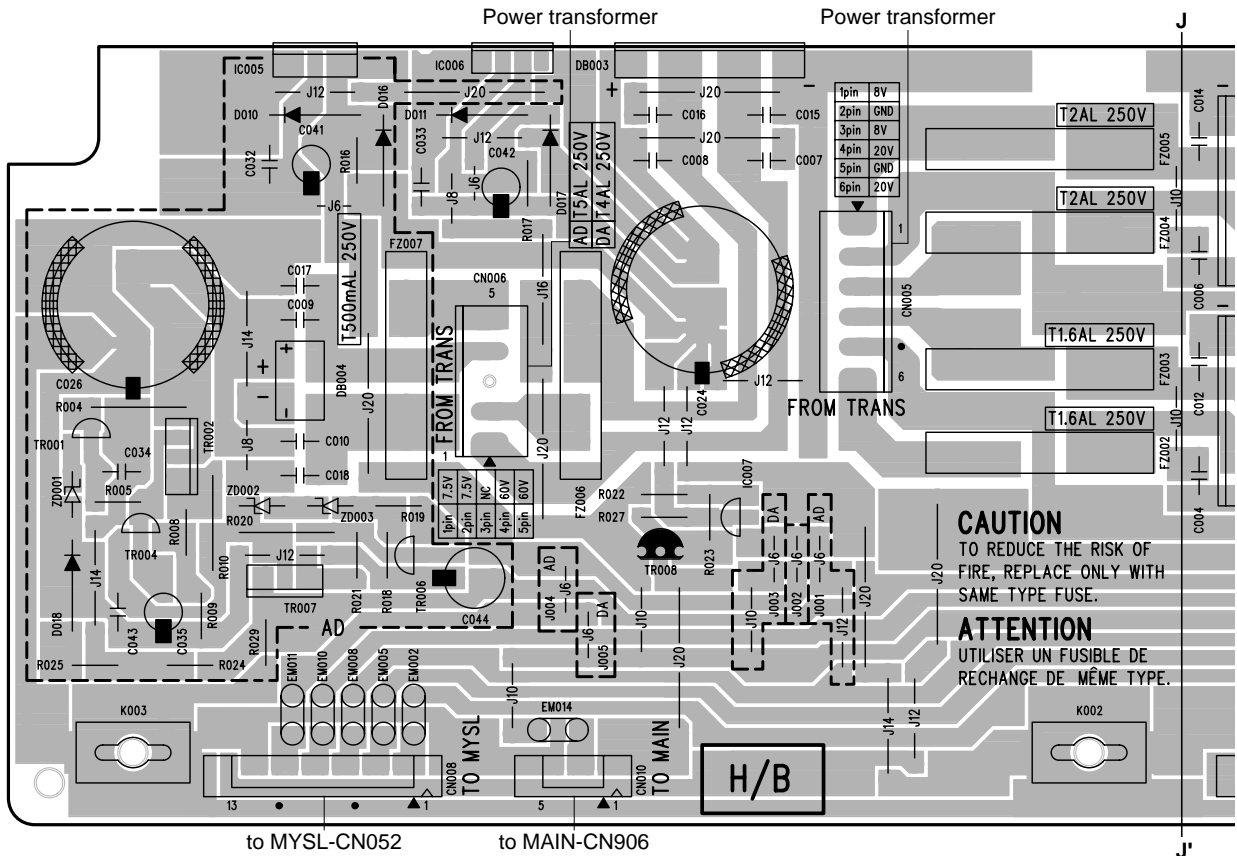 Power transformer
Power transformer
J
IC005
IC006
DB003
J12
D016
J20
+
J20
-
1pin 8V
2pin GND
3pin 8V
4pin 20V
5pin GND
6pin 20V
T2AL 250V
C014
D010
C041
D011
C033
J12
C042
C016
C015
J20
C008
C007
FZ005
C032
R016
J6
J8
J6
R017
D017
AD T5AL 250V
DA T4AL 250V
T2AL 250V
J10
FZ004
1
T500mAL 250V
FZ007
C017
C009
J14
CN006
5
J16
CN005
C006
-
T1.6AL 250V
+
-
+
-
DB004
J20
FROM TRANS
6
FZ003
C026
C024
J12
FROM TRANS
C012
R004
TR001
TR002
J8
C010
C018
1
J20
J12
J12
T1.6AL 250V
J10
FZ002
C034
ZD001
R005
ZD002
ZD003
R020
R019
1pin 7.5V
2pin 7.5V
3pin NC
4pin 60V
5pin 60V
FZ006
R022
R027
IC007
R023
TR008
DA
AD
C004
TR004
R008
R010
J12
J14
D018
TR007
R021
R018
TR006
C044
AD
J6
J004
DA
J6
J005
J10
J20
J10
J6
J003
J6
J002
J6
J001
J12
J20
J20
CAUTION
TO REDUCE THE RISK OF
FIRE, REPLACE ONLY WITH
SAME TYPE FUSE.
ATTENTION
UTILISER UN FUSIBLE DE
RECHANGE DE MÊME TYPE.
C043
C035
R009
R029
AD
R025
R024
EM011
EM010
EM008
EM005
EM002
J10
J14
J12
K003
EM014
K002
TO MYSL
TO MAIN
H/B
CN008
CN010
13
1
5
1
to MYSL-CN052
to MAIN-CN906
J'